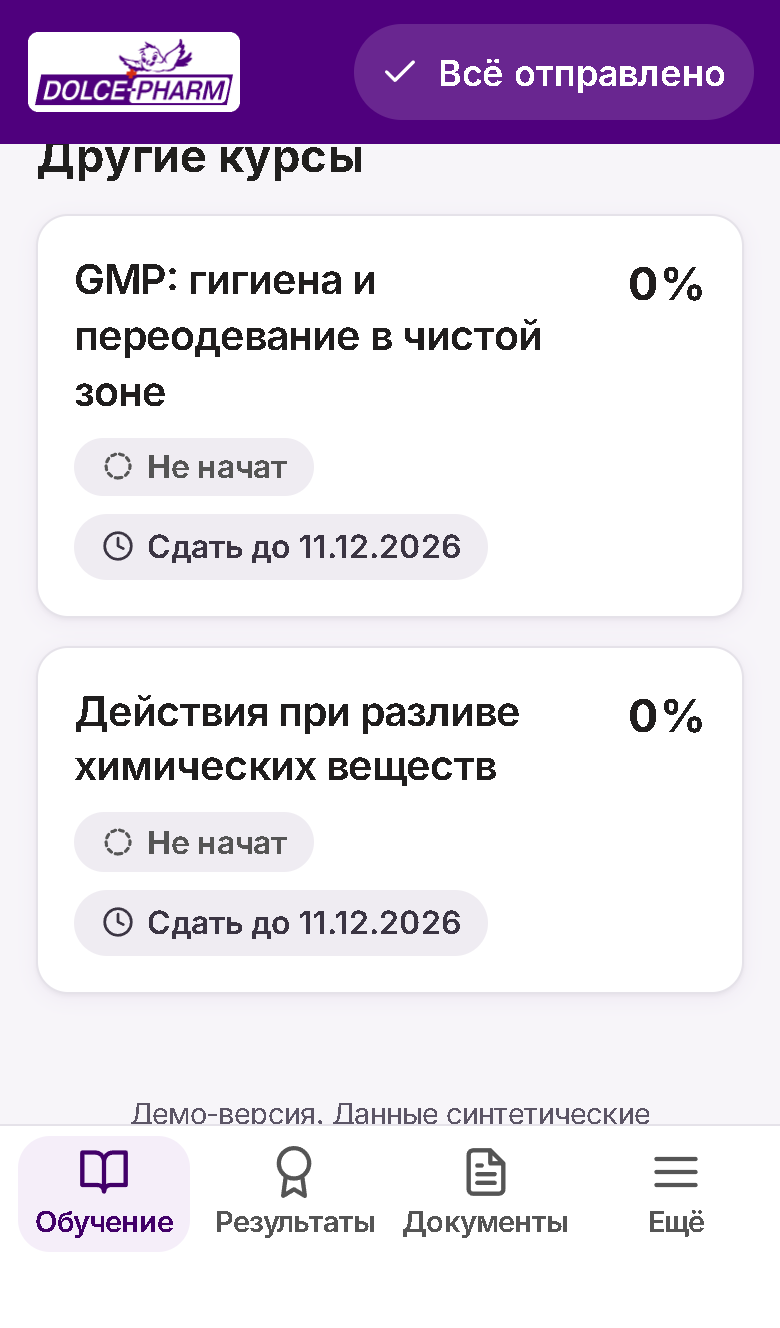 DOLCE-PHARM
Всё отправлено
Другие курсы
GMP: гигиена и
переодевание в чистой
зоне
0%
Не начат
Сдать до 11.12.2026
Действия при разливе
химических веществ
0%
Не начат
Сдать до 11.12.2026
Демо-версия. Данные синтетические
Обучение
Результаты
Документы
Ещё